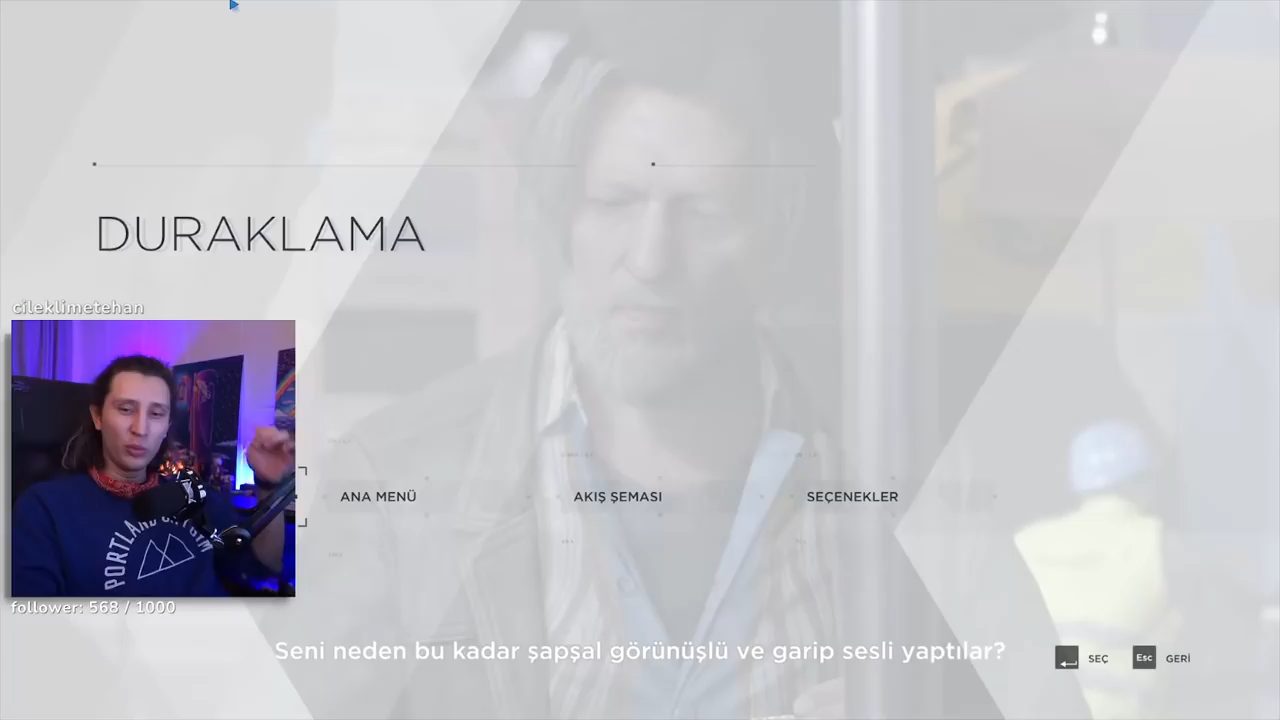 DURAKLAMA
cileklimetehan
PORTLAND
ANA MENÜ
AKIŞ ŞEMASI
SEÇENEKLER
follower: 568 / 1000
Seni neden bu kadar şapşal görünüşlü ve garip sesli yaptılar?
SEÇ
Esc GERİ